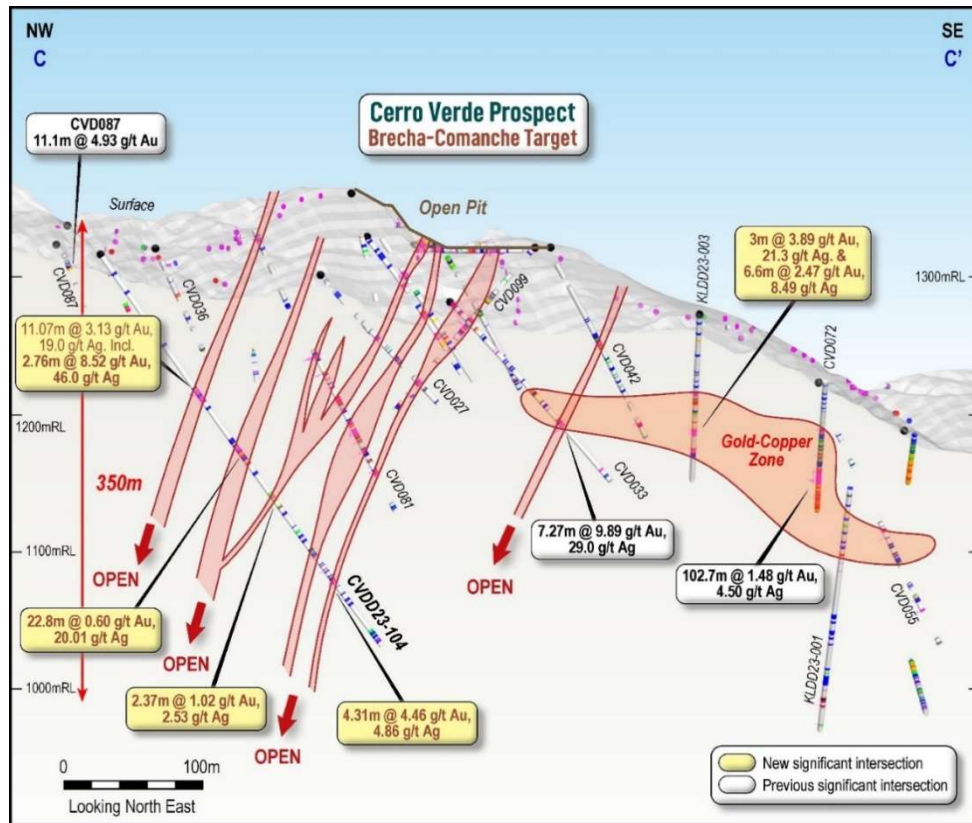 NW
C
SE
C'
Cerro Verde Prospect
Brecha-Comanche Target
CVD087
11.1m @ 4.93 g/t Au
Surface
Open Pit
CVD087
CVD036
CVD099
CVD027
CVD042
KLDD23-003
CVD072
3m @ 3.89 g/t Au,
21.3 g/t Ag. &
6.6m @ 2.47 g/t Au,
8.49 g/t Ag
1300mRL
11.07m @ 3.13 g/t Au,
19.0 g/t Ag. Incl.
2.76m @ 8.52 g/t Au,
46.0 g/t Ag
1200mRL
Gold-Copper
Zone
350m
CVD081
CVD033
7.27m @ 9.89 g/t Au,
29.0 g/t Ag
1100mRL
OPEN
OPEN
102.7m @ 1.48 g/t Au,
4.50 g/t Ag
CVD055
KLDD23-001
CVDD23-104
22.8m @ 0.60 g/t Au,
20.01 g/t Ag
OPEN
1000mRL
2.37m @ 1.02 g/t Au,
2.53 g/t Ag
4.31m @ 4.46 g/t Au,
4.86 g/t Ag
OPEN
0
100m
Looking North East
New significant intersection
Previous significant intersection